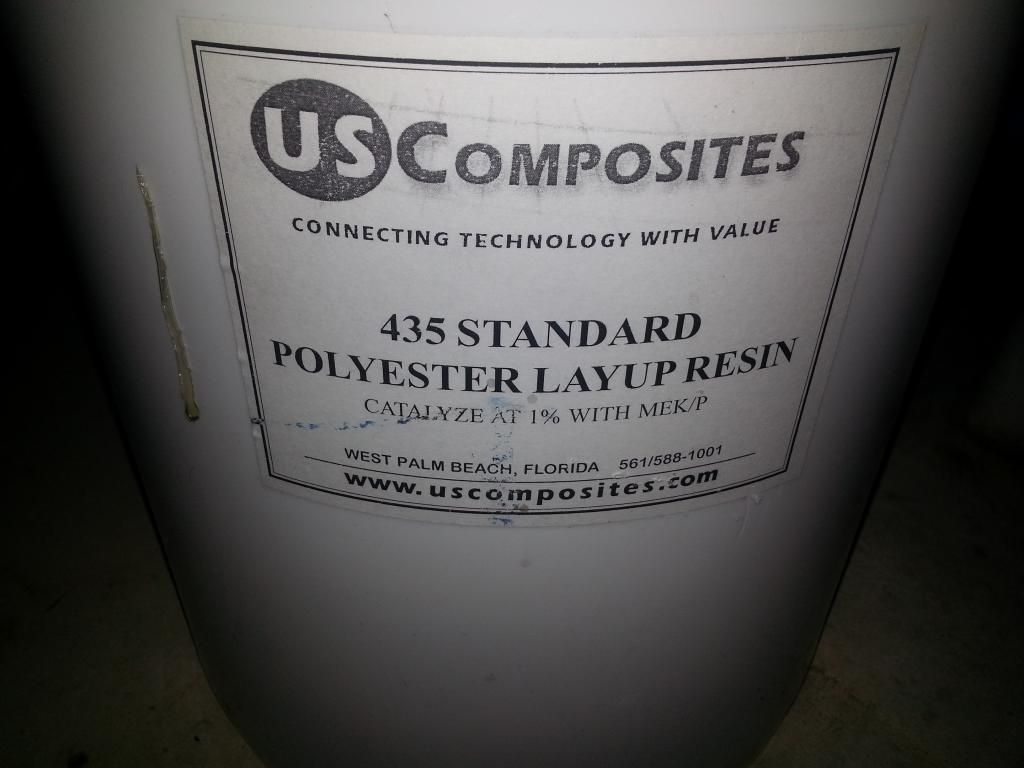 US COMPOSITES
CONNECTING TECHNOLOGY WITH VALUE
435 STANDARD
POLYESTER LAYUP RESIN
CATALYZE AT 1% WITH MEK/P
WEST PALM BEACH, FLORIDA 561/588-1001
www.uscomposites.com